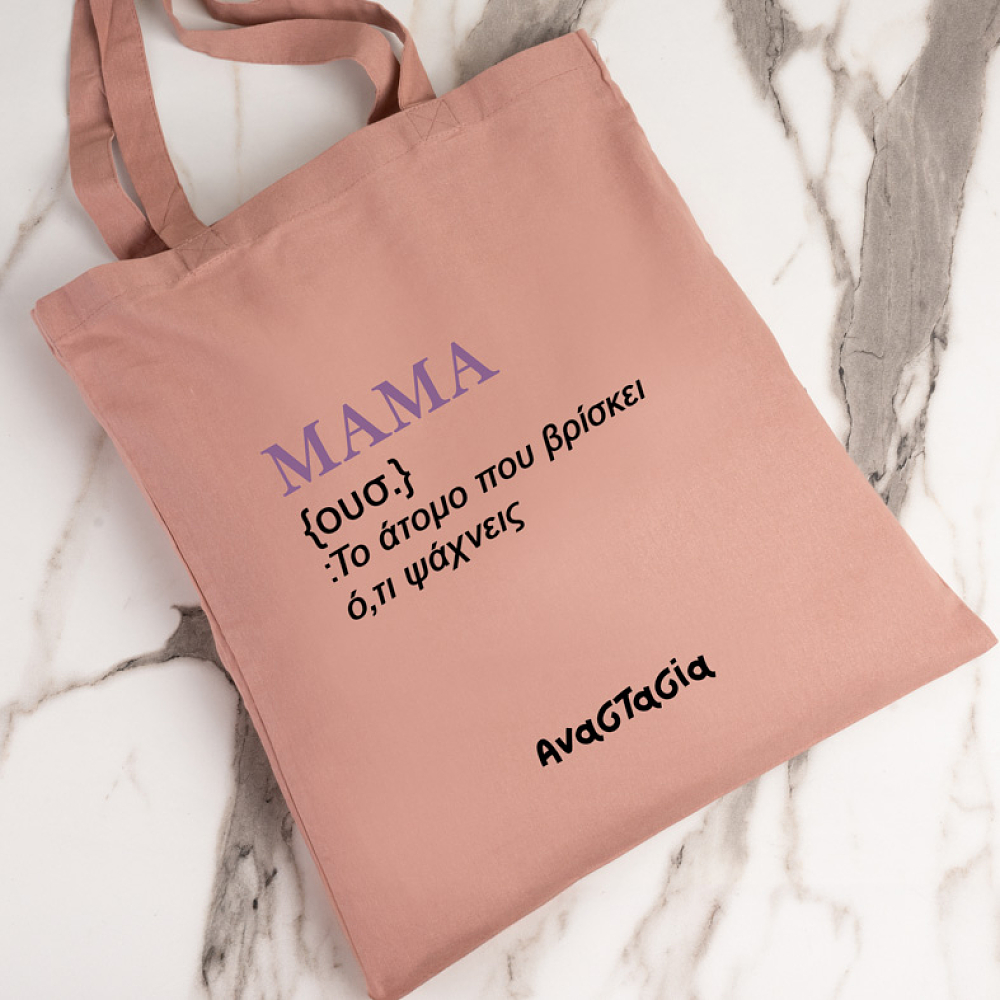 ΜΑΜΑ
{ουσ.}
:Το άτομο που βρίσκει
ό,τι ψάχνεις
Αναστασία